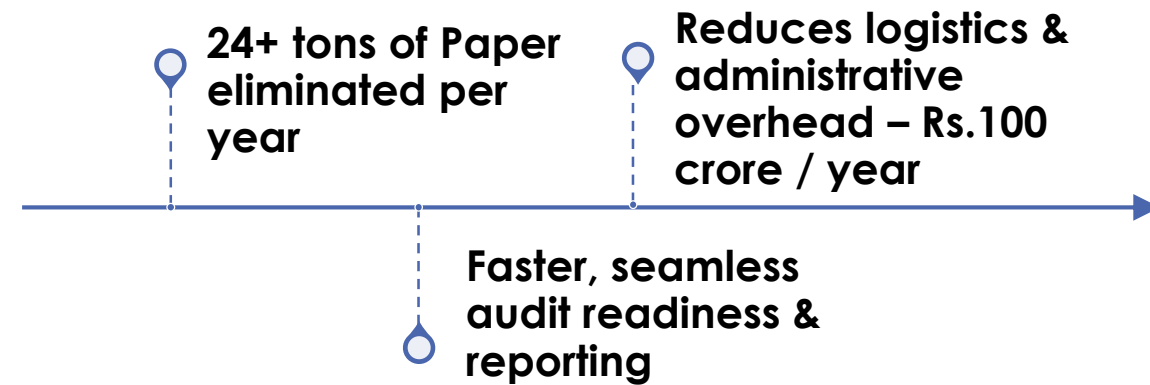 24+ tons of Paper
eliminated per
year
Faster, seamless
audit readiness &
reporting
Reduces logistics &
administrative
overhead – Rs.100
crore / year